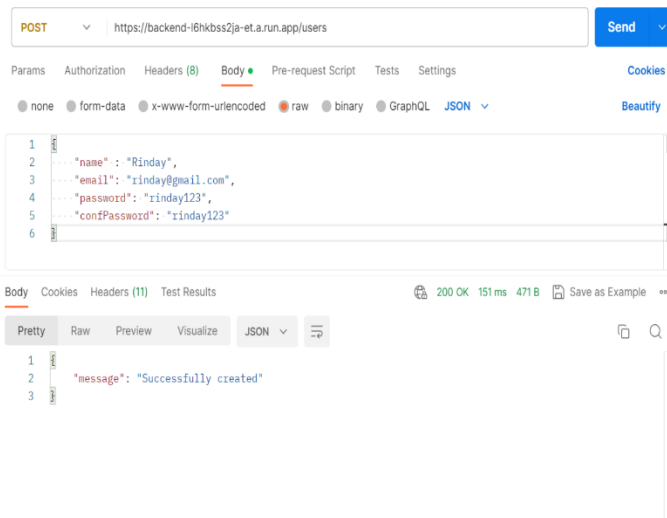 POST https://backend-l6hkbss2ja-et.a.run.app/users Send
Params Authorization Headers (8) Body Pre-request Script Tests Settings Cookies
none form-data x-www-form-urlencoded raw binary GraphQL JSON Beautify
1 {
2 "name" : "Rinday",
3 "email": "rinday@gmail.com",
4 "password": "rinday123",
5 "confPassword": "rinday123"
6 }
Body Cookies Headers (11) Test Results 200 OK 151 ms 471 B Save as Example
Pretty Raw Preview Visualize JSON
1 {
2 "message": "Successfully created"
3 }